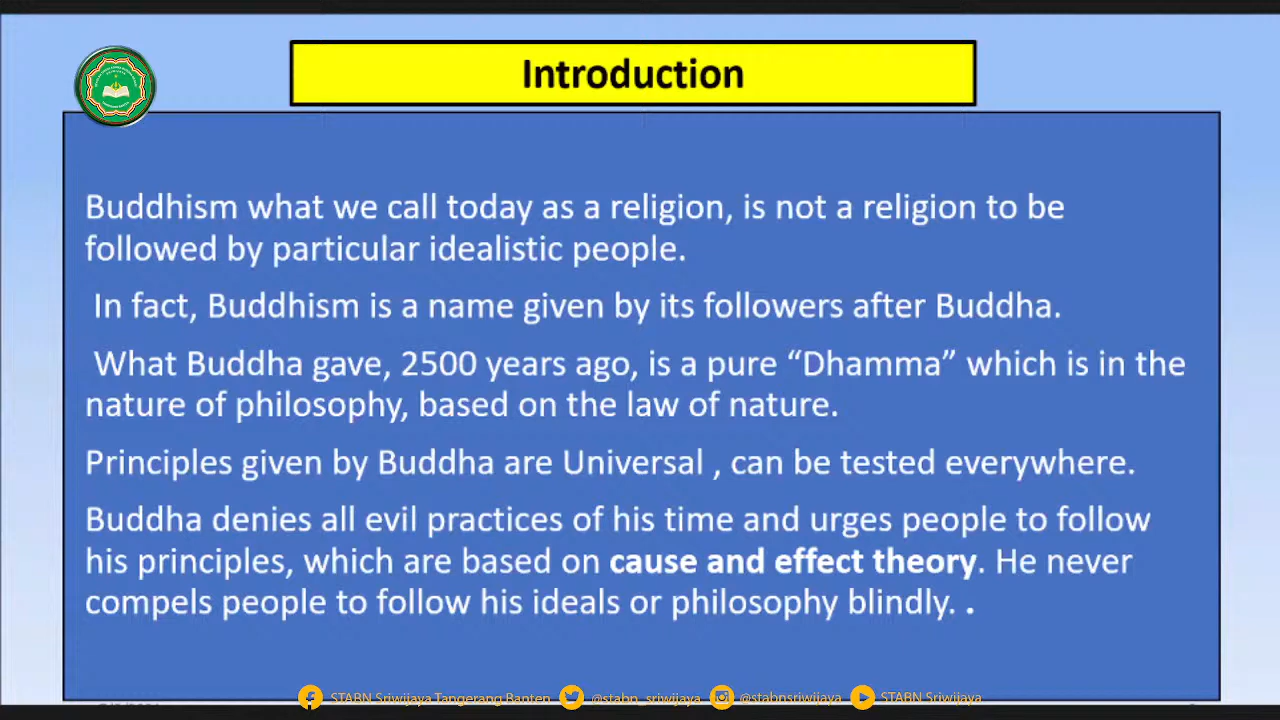 Introduction
Buddhism what we call today as a religion, is not a religion to be
followed by particular idealistic people.
In fact, Buddhism is a name given by its followers after Buddha.
What Buddha gave, 2500 years ago, is a pure “Dhamma” which is in the
nature of philosophy, based on the law of nature.
Principles given by Buddha are Universal , can be tested everywhere.
Buddha denies all evil practices of his time and urges people to follow
his principles, which are based on cause and effect theory. He never
compels people to follow his ideals or philosophy blindly. .
STABN Sriwijaya Tangerang Banten @stabn_sriwijaya @stabnsriwijaya STABN Sriwijaya